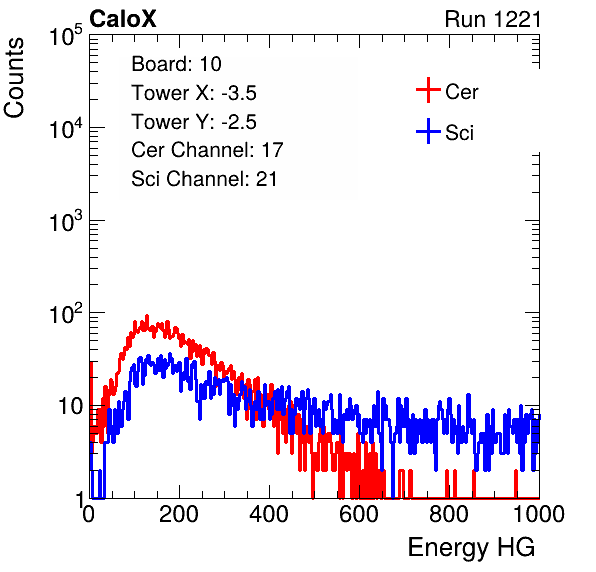 CaloX Run 1221
Counts
10^5
10^4
10^3
10^2
10
1
Board: 10
Tower X: -3.5
Tower Y: -2.5
Cer Channel: 17
Sci Channel: 21
Cer
Sci
0 200 400 600 800 1000
Energy HG